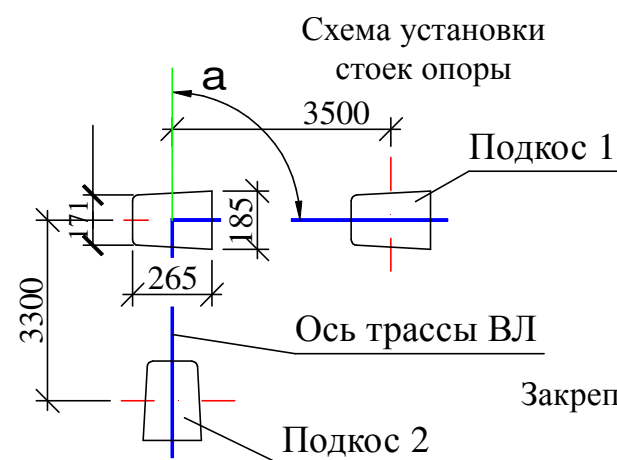 Схема установки
стоек опоры
a
3500
Подкос 1
171
185
265
3300
Ось трассы ВЛ
Закреп
Подкос 2